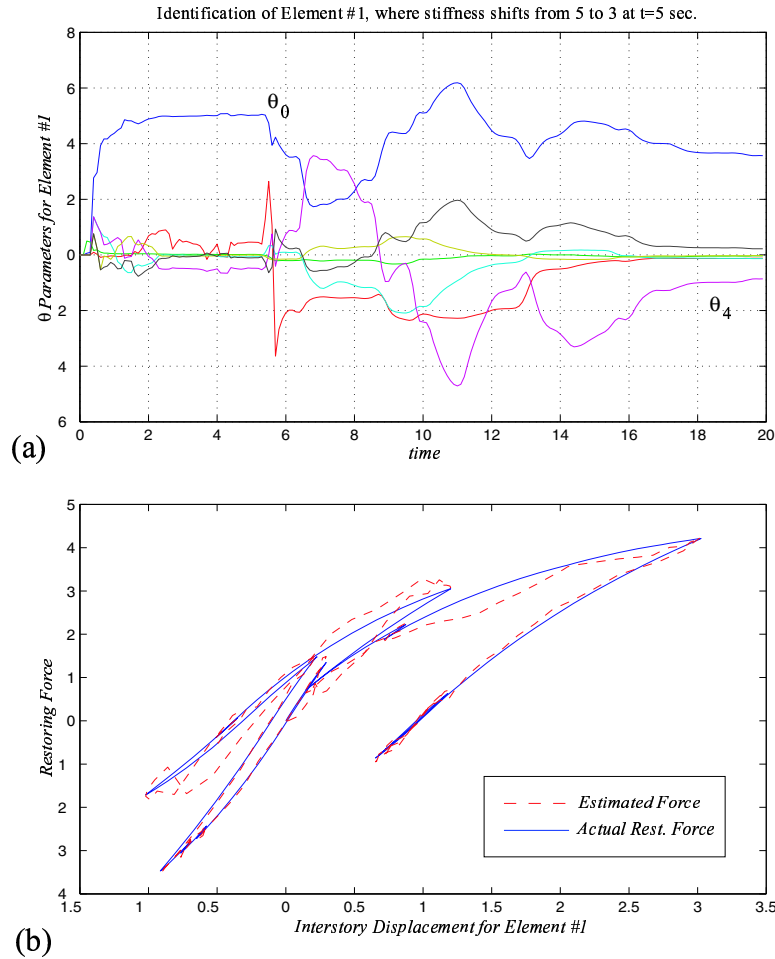 Identification of Element #1, where stiffness shifts from 5 to 3 at t=5 sec.
8
6
4
2
0
2
4
6
θ Parameters for Element #1
θ0
θ4
0 2 4 6 8 10 12 14 16 18 20
time
(a)
5
4
3
2
1
0
1
2
3
4
Restoring Force
Estimated Force
Actual Rest. Force
1.5 1 0.5 0 0.5 1 1.5 2 2.5 3 3.5
Interstory Displacement for Element #1
(b)